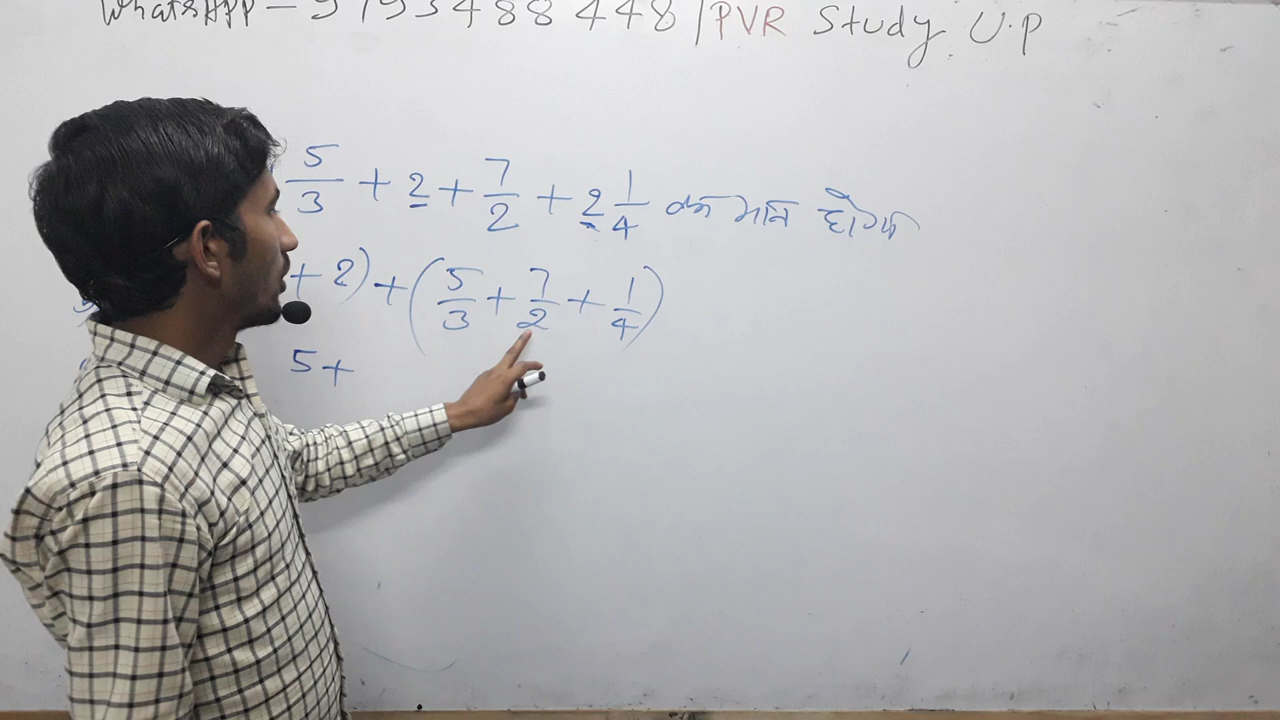 WhatsApp – 9793488448/PVR Study U.P
5/3 + 2 + 7/2 + 2 1/4 का मान होगा
+ 2) + (5/3 + 7/2 + 1/4)
5+